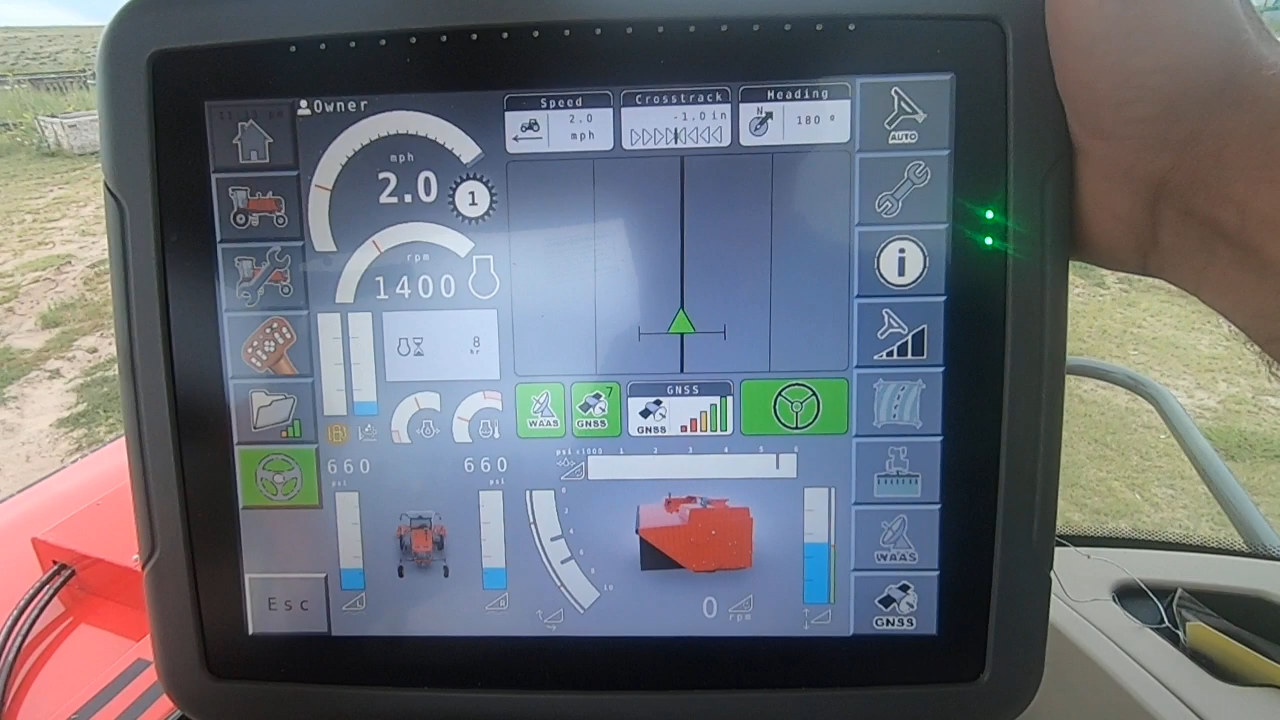 Owner
Speed
2.0
mph
Crosstrack
-1.0 in
Heading
N
180 °
AUTO
mph
2.0
1
rpm
1400
8
hr
WAAS
7
GNSS
GNSS
GNSS
660
psi
660
psi
psi x1000 1 2 3 4 5 6
0
2
4
6
8
10
L
R
0
rpm
Esc
WAAS
GNSS